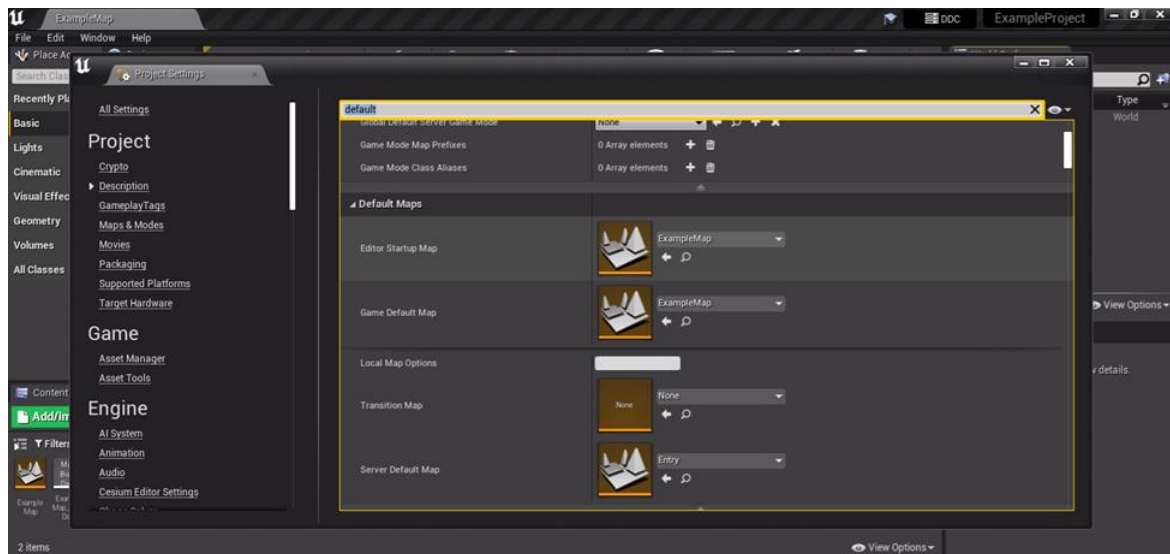 ExampleMap
DDC
ExampleProject
File Edit Window Help
Place Ac
Project Settings
Search Clas
Recently Pla
Basic
Lights
Cinematic
Visual Effec
Geometry
Volumes
All Classes
All Settings
Project
Crypto
Description
GameplayTags
Maps & Modes
Movies
Packaging
Supported Platforms
Target Hardware
Game
Asset Manager
Asset Tools
Engine
AI System
Animation
Audio
Cesium Editor Settings
default
Global Default Server Game Mode None
Game Mode Map Prefixes 0 Array elements
Game Mode Class Aliases 0 Array elements
Default Maps
Editor Startup Map ExampleMap
Game Default Map ExampleMap
Local Map Options
Transition Map None None
Server Default Map Entry
Type
World
View Options
details.
Content
Add/Im
Filters
Example
Map
2 items
View Options